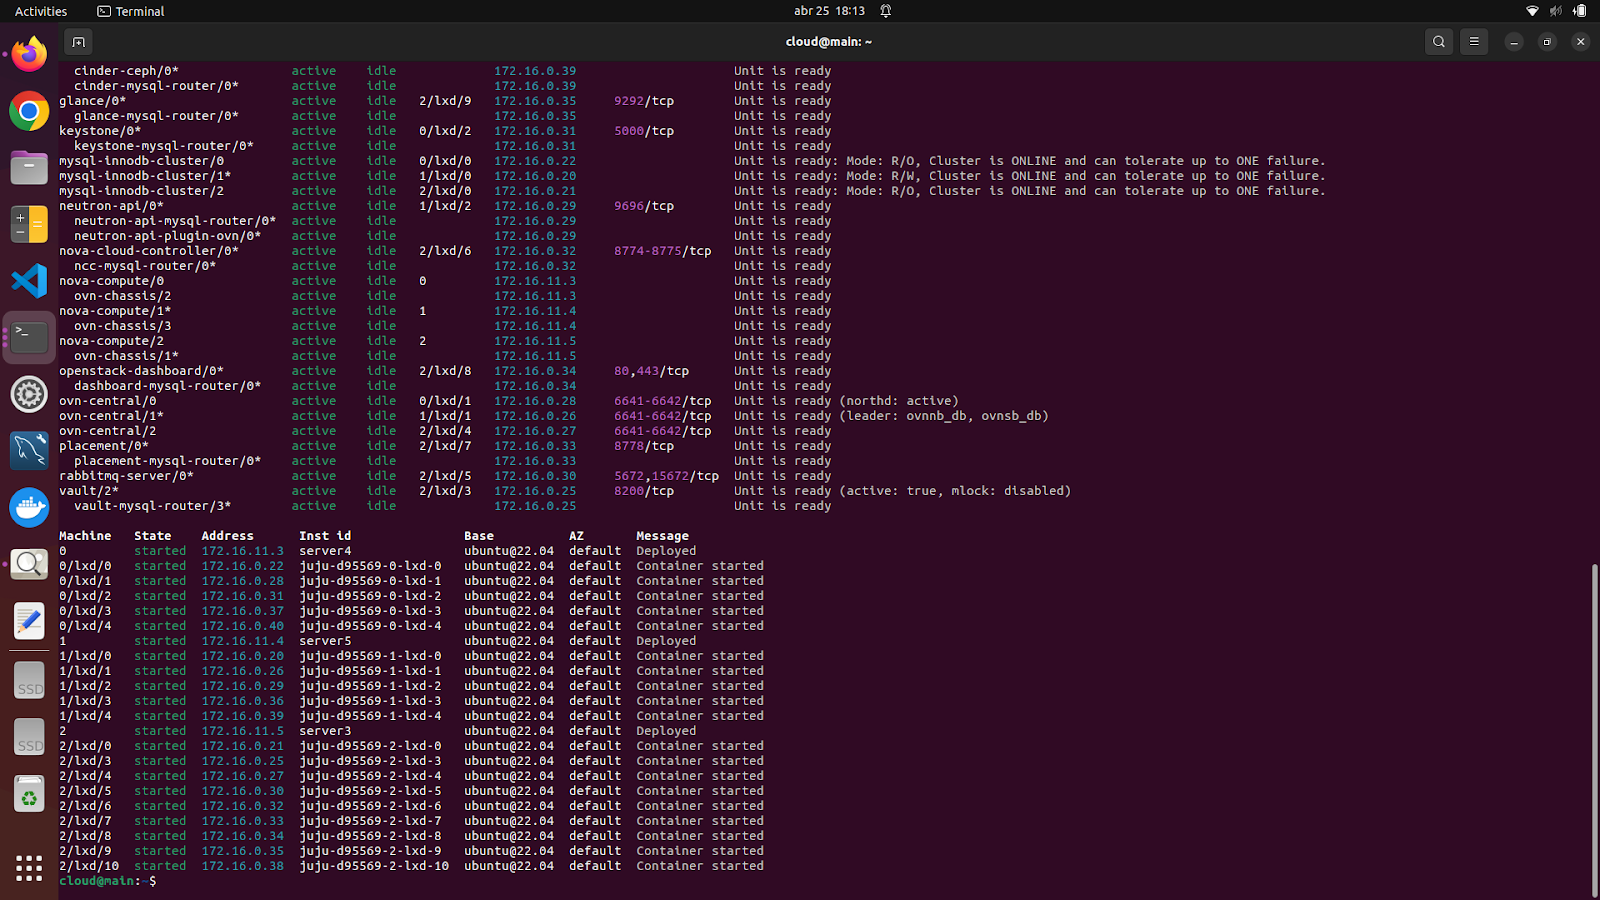 Activities Terminal abr 25 18:13
cloud@main: ~
cinder-ceph/0* active idle 172.16.0.39 Unit is ready
cinder-mysql-router/0* active idle 172.16.0.39 Unit is ready
glance/0* active idle 2/lxd/9 172.16.0.35 9292/tcp Unit is ready
glance-mysql-router/0* active idle 172.16.0.35 Unit is ready
keystone/0* active idle 0/lxd/2 172.16.0.31 5000/tcp Unit is ready
keystone-mysql-router/0* active idle 172.16.0.31 Unit is ready
mysql-innodb-cluster/0 active idle 0/lxd/0 172.16.0.22 Unit is ready: Mode: R/O, Cluster is ONLINE and can tolerate up to ONE failure.
mysql-innodb-cluster/1* active idle 1/lxd/0 172.16.0.20 Unit is ready: Mode: R/W, Cluster is ONLINE and can tolerate up to ONE failure.
mysql-innodb-cluster/2 active idle 2/lxd/0 172.16.0.21 Unit is ready: Mode: R/O, Cluster is ONLINE and can tolerate up to ONE failure.
neutron-api/0* active idle 1/lxd/2 172.16.0.29 9696/tcp Unit is ready
neutron-api-mysql-router/0* active idle 172.16.0.29 Unit is ready
neutron-api-plugin-ovn/0* active idle 172.16.0.29 Unit is ready
nova-cloud-controller/0* active idle 2/lxd/6 172.16.0.32 8774-8775/tcp Unit is ready
ncc-mysql-router/0* active idle 172.16.0.32 Unit is ready
nova-compute/0 active idle 0 172.16.11.3 Unit is ready
ovn-chassis/2 active idle 172.16.11.3 Unit is ready
nova-compute/1* active idle 1 172.16.11.4 Unit is ready
ovn-chassis/3 active idle 172.16.11.4 Unit is ready
nova-compute/2 active idle 2 172.16.11.5 Unit is ready
ovn-chassis/1* active idle 172.16.11.5 Unit is ready
openstack-dashboard/0* active idle 2/lxd/8 172.16.0.34 80,443/tcp Unit is ready
dashboard-mysql-router/0* active idle 172.16.0.34 Unit is ready
ovn-central/0 active idle 0/lxd/1 172.16.0.28 6641-6642/tcp Unit is ready (northd: active)
ovn-central/1* active idle 1/lxd/1 172.16.0.26 6641-6642/tcp Unit is ready (leader: ovnnb_db, ovnsb_db)
ovn-central/2 active idle 2/lxd/4 172.16.0.27 6641-6642/tcp Unit is ready
placement/0* active idle 2/lxd/7 172.16.0.33 8778/tcp Unit is ready
placement-mysql-router/0* active idle 172.16.0.33 Unit is ready
rabbitmq-server/0* active idle 2/lxd/5 172.16.0.30 5672,15672/tcp Unit is ready
vault/2* active idle 2/lxd/3 172.16.0.25 8200/tcp Unit is ready (active: true, mlock: disabled)
vault-mysql-router/3* active idle 172.16.0.25 Unit is ready
Machine State Address Inst id Base AZ Message
0 started 172.16.11.3 server4 ubuntu@22.04 default Deployed
0/lxd/0 started 172.16.0.22 juju-d95569-0-lxd-0 ubuntu@22.04 default Container started
0/lxd/1 started 172.16.0.28 juju-d95569-0-lxd-1 ubuntu@22.04 default Container started
0/lxd/2 started 172.16.0.31 juju-d95569-0-lxd-2 ubuntu@22.04 default Container started
0/lxd/3 started 172.16.0.37 juju-d95569-0-lxd-3 ubuntu@22.04 default Container started
0/lxd/4 started 172.16.0.40 juju-d95569-0-lxd-4 ubuntu@22.04 default Container started
1 started 172.16.11.4 server5 ubuntu@22.04 default Deployed
1/lxd/0 started 172.16.0.20 juju-d95569-1-lxd-0 ubuntu@22.04 default Container started
1/lxd/1 started 172.16.0.26 juju-d95569-1-lxd-1 ubuntu@22.04 default Container started
1/lxd/2 started 172.16.0.29 juju-d95569-1-lxd-2 ubuntu@22.04 default Container started
1/lxd/3 started 172.16.0.36 juju-d95569-1-lxd-3 ubuntu@22.04 default Container started
1/lxd/4 started 172.16.0.39 juju-d95569-1-lxd-4 ubuntu@22.04 default Container started
2 started 172.16.11.5 server3 ubuntu@22.04 default Deployed
2/lxd/0 started 172.16.0.21 juju-d95569-2-lxd-0 ubuntu@22.04 default Container started
2/lxd/3 started 172.16.0.25 juju-d95569-2-lxd-3 ubuntu@22.04 default Container started
2/lxd/4 started 172.16.0.27 juju-d95569-2-lxd-4 ubuntu@22.04 default Container started
2/lxd/5 started 172.16.0.30 juju-d95569-2-lxd-5 ubuntu@22.04 default Container started
2/lxd/6 started 172.16.0.32 juju-d95569-2-lxd-6 ubuntu@22.04 default Container started
2/lxd/7 started 172.16.0.33 juju-d95569-2-lxd-7 ubuntu@22.04 default Container started
2/lxd/8 started 172.16.0.34 juju-d95569-2-lxd-8 ubuntu@22.04 default Container started
2/lxd/9 started 172.16.0.35 juju-d95569-2-lxd-9 ubuntu@22.04 default Container started
2/lxd/10 started 172.16.0.38 juju-d95569-2-lxd-10 ubuntu@22.04 default Container started
cloud@main:~$
SSD
SSD